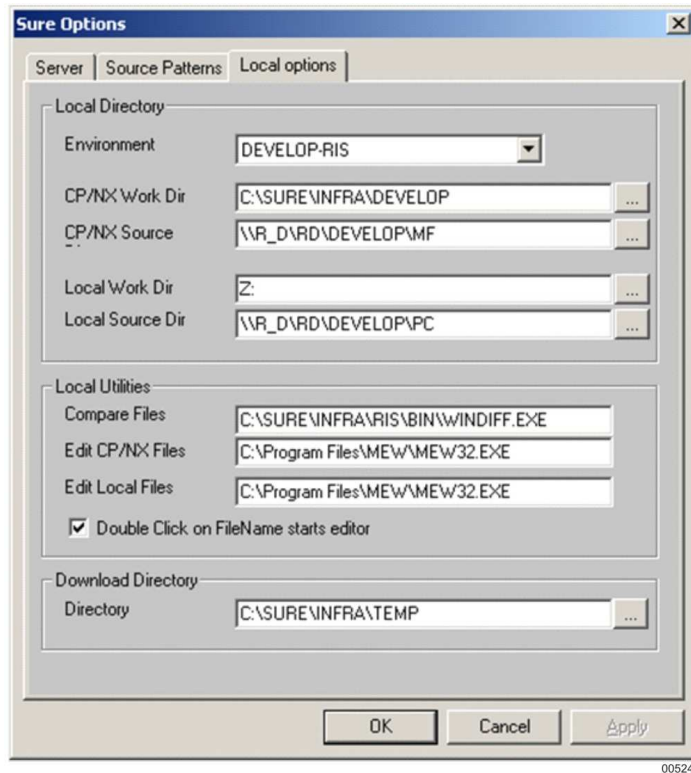 Sure Options
Server Source Patterns Local options
Local Directory
Environment DEVELOP-RIS
CP/NX Work Dir C:\SURE\INFRA\DEVELOP ...
CP/NX Source \\R_D\RD\DEVELOP\MF ...
Local Work Dir Z: ...
Local Source Dir \\R_D\RD\DEVELOP\PC ...
Local Utilities
Compare Files C:\SURE\INFRA\RIS\BIN\WINDIFF.EXE
Edit CP/NX Files C:\Program Files\MEW\MEW32.EXE
Edit Local Files C:\Program Files\MEW\MEW32.EXE
Double Click on FileName starts editor
Download Directory
Directory C:\SURE\INFRA\TEMP ...
OK Cancel Apply
00524